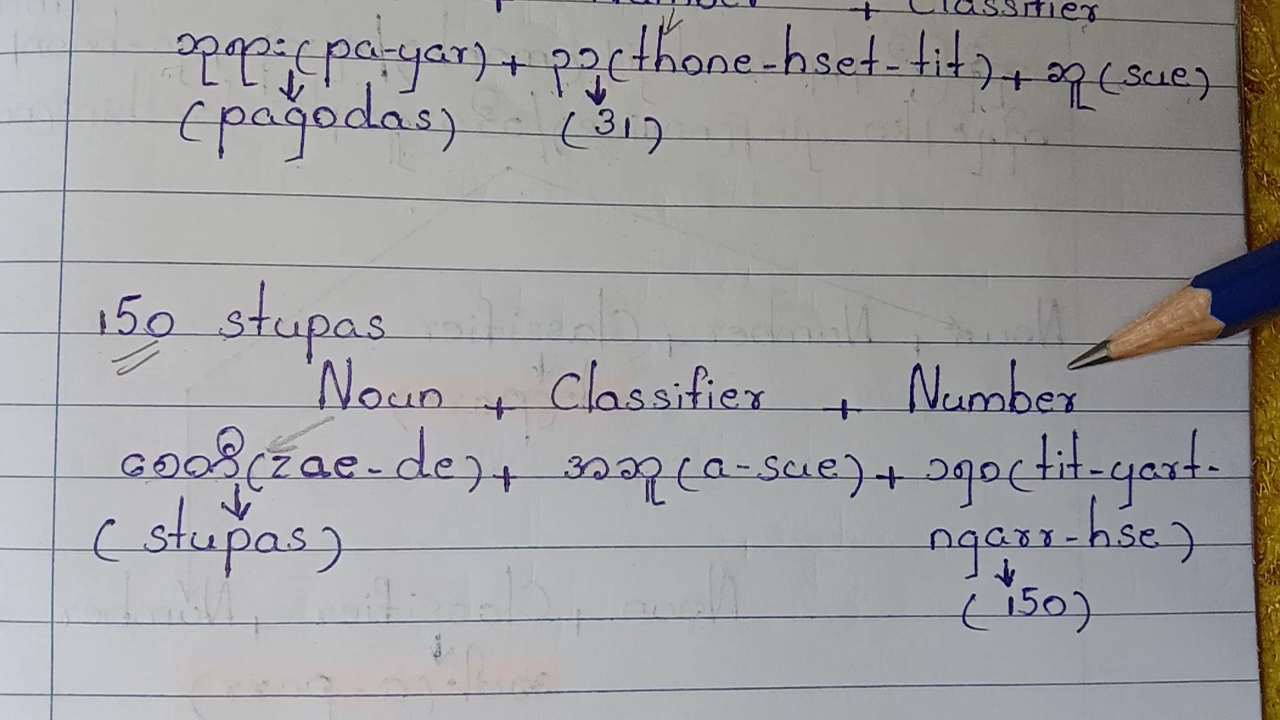 + Classifier
ဘုရား (pa-yar) + ၃၁ (thone-hset-tit) + ဆူ (sue)
(pagodas) (31)
150 stupas
Noun + Classifier + Number
စေတီ (zae-de) + အဆူ (a-sue) + ၁၅၀ (tit-yart-
(stupas) ngarr-hse)
(150)